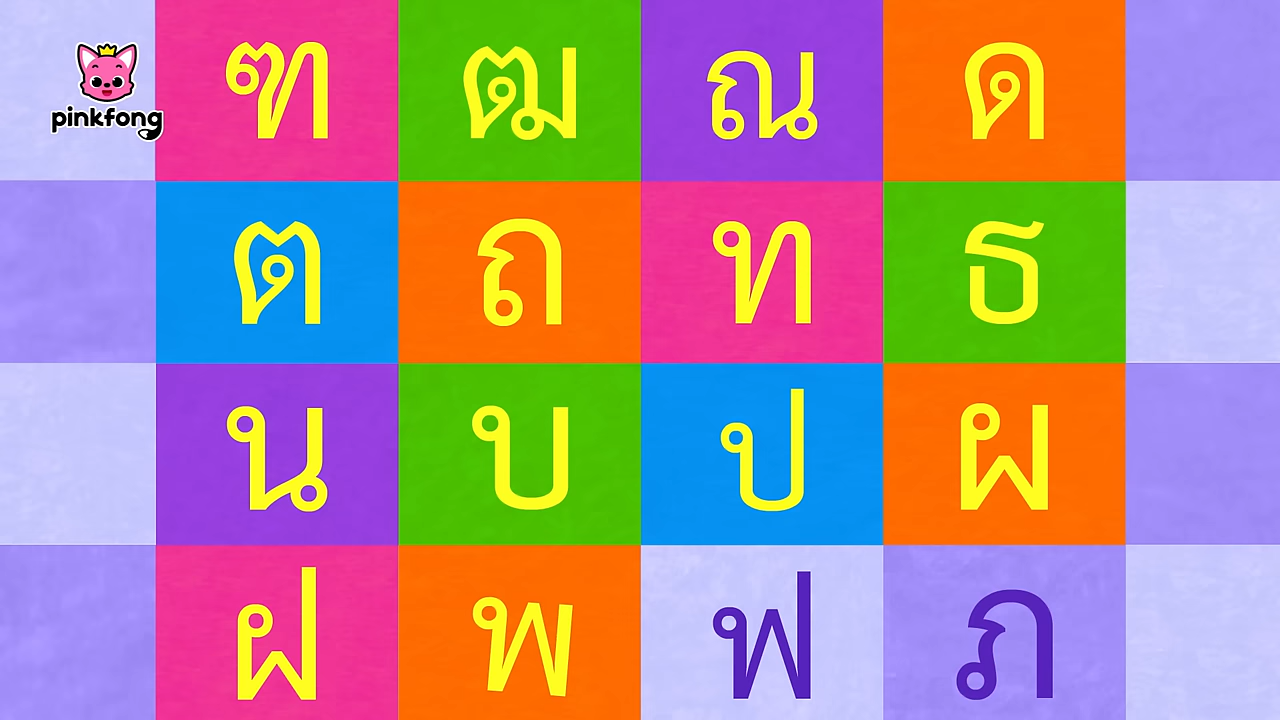 pinkfong
ฑ ฒ ณ ด
ต ถ ท ธ
น บ ป ผ
ฝ พ ฟ ภ